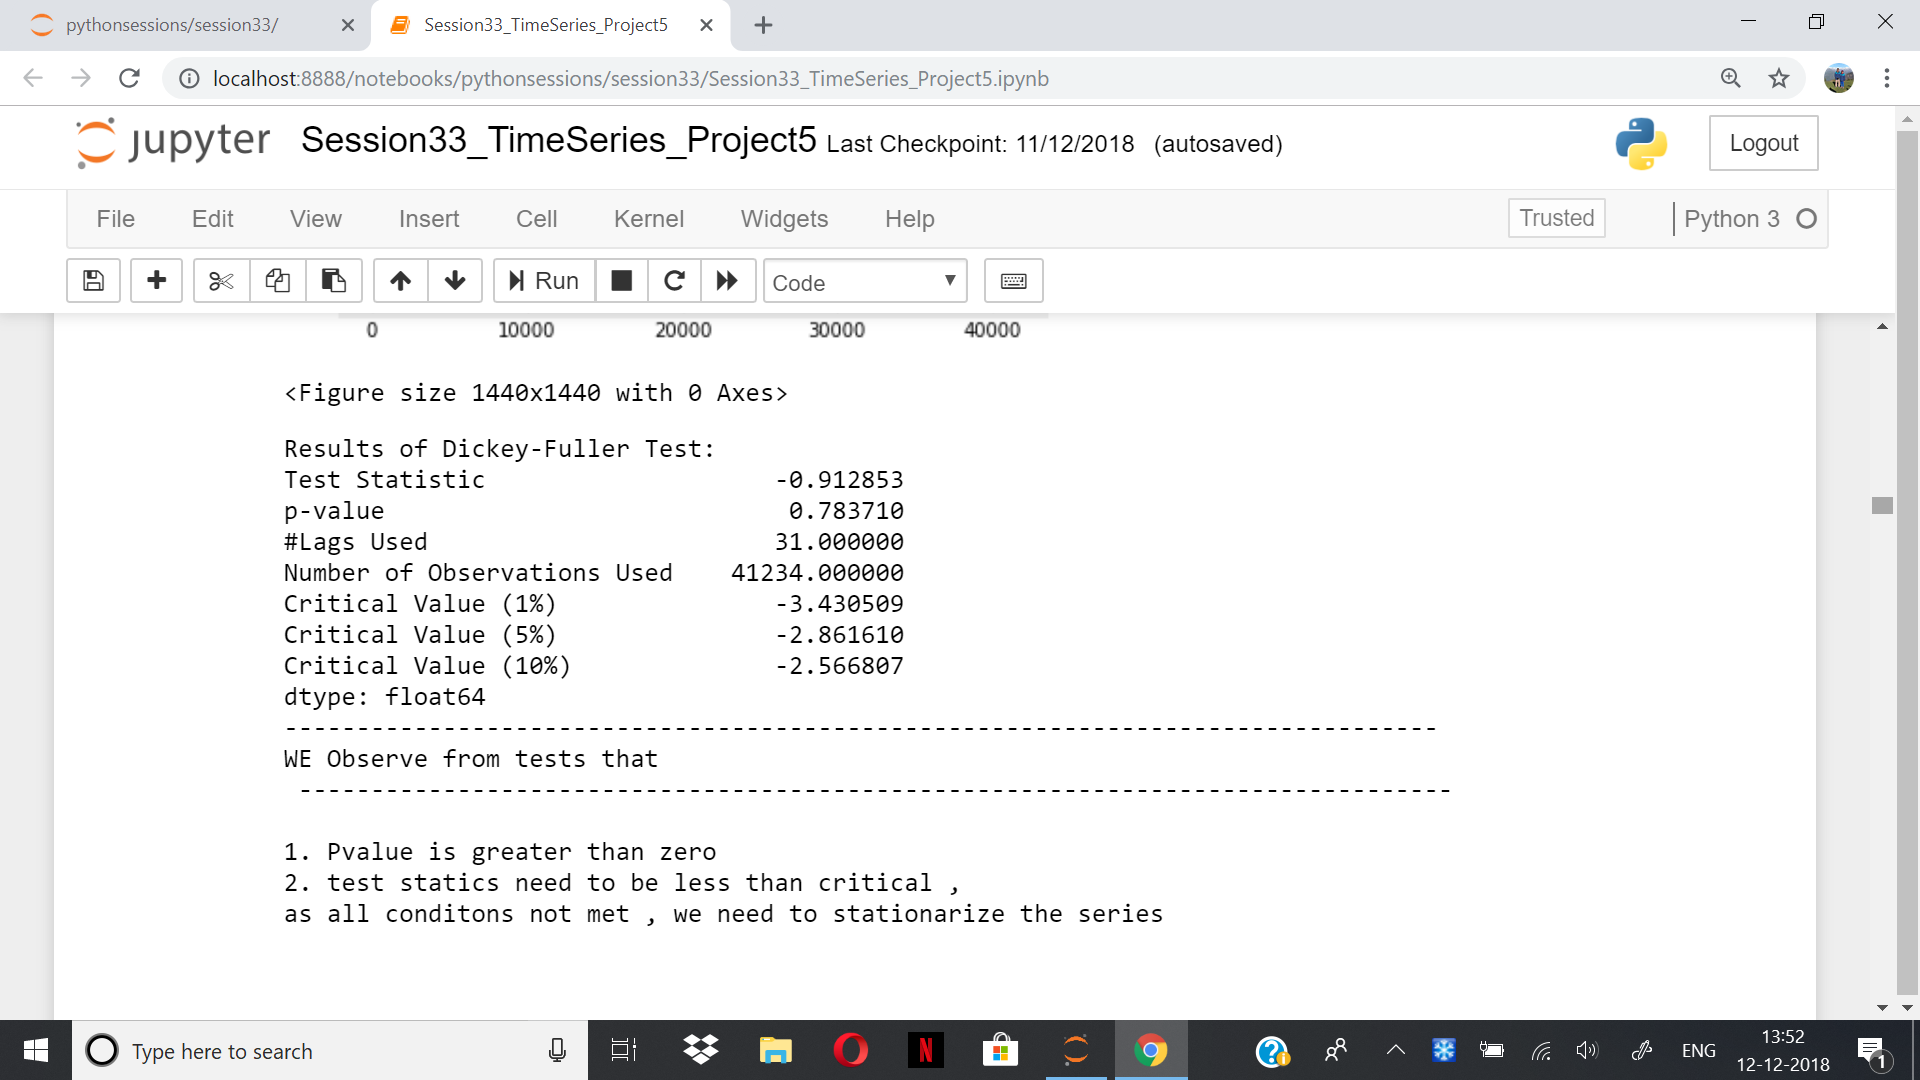 pythonsessions/session33/
Session33_TimeSeries_Project5
localhost:8888/notebooks/pythonsessions/session33/Session33_TimeSeries_Project5.ipynb
jupyter Session33_TimeSeries_Project5 Last Checkpoint: 11/12/2018 (autosaved)
Logout
File Edit View Insert Cell Kernel Widgets Help
Trusted
Python 3
Run
Code
0 10000 20000 30000 40000
<Figure size 1440x1440 with 0 Axes>
Results of Dickey-Fuller Test:
Test Statistic -0.912853
p-value 0.783710
#Lags Used 31.000000
Number of Observations Used 41234.000000
Critical Value (1%) -3.430509
Critical Value (5%) -2.861610
Critical Value (10%) -2.566807
dtype: float64
--------------------------------------------------------------------------------
WE Observe from tests that
--------------------------------------------------------------------------------
1. Pvalue is greater than zero
2. test statics need to be less than critical ,
as all conditons not met , we need to stationarize the series
Type here to search
N
ENG
13:52
12-12-2018
1